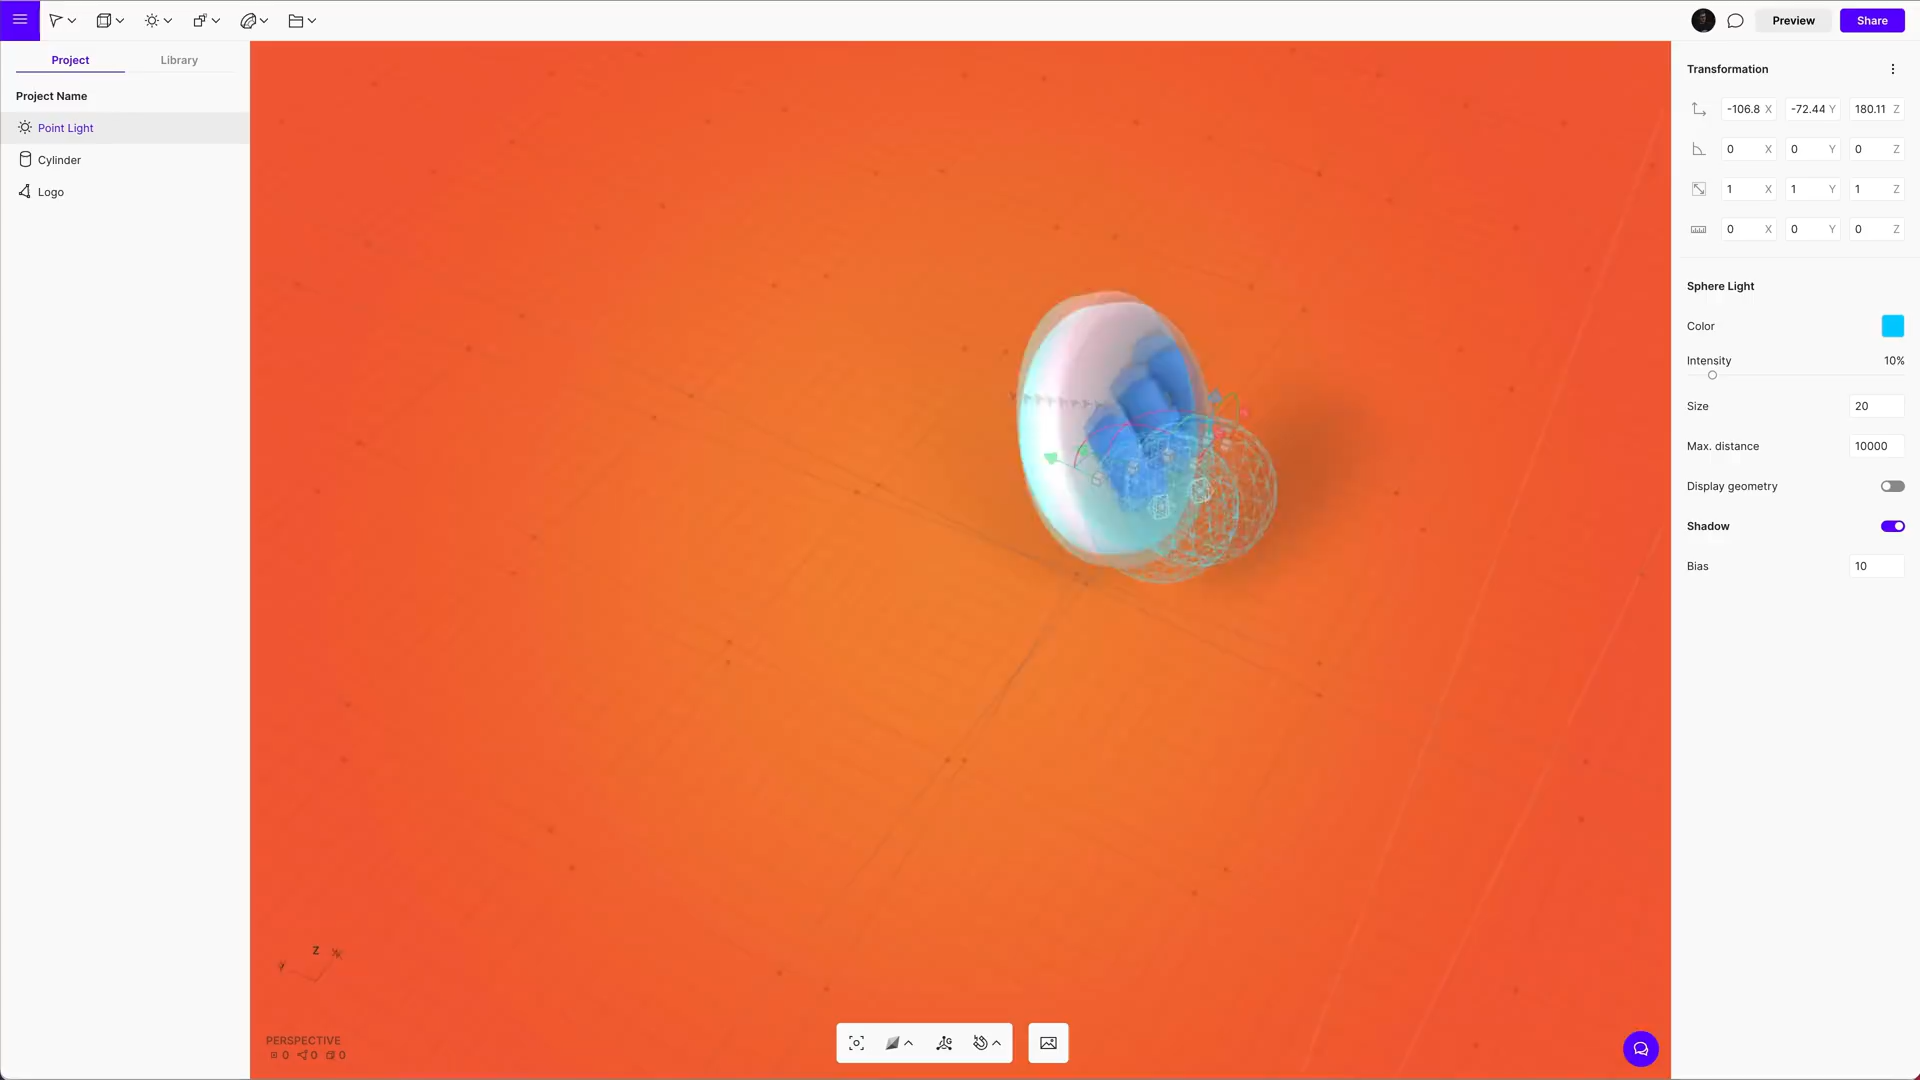 Preview
Share
Project
Library
Project Name
Point Light
Cylinder
Logo
Transformation
-106.8 X -72.44 Y 180.11 Z
0 X 0 Y 0 Z
1 X 1 Y 1 Z
0 X 0 Y 0 Z
Sphere Light
Color
Intensity 10%
Size 20
Max. distance 10000
Display geometry
Shadow
Bias 10
Z
X
Y
PERSPECTIVE
0 0 0
G